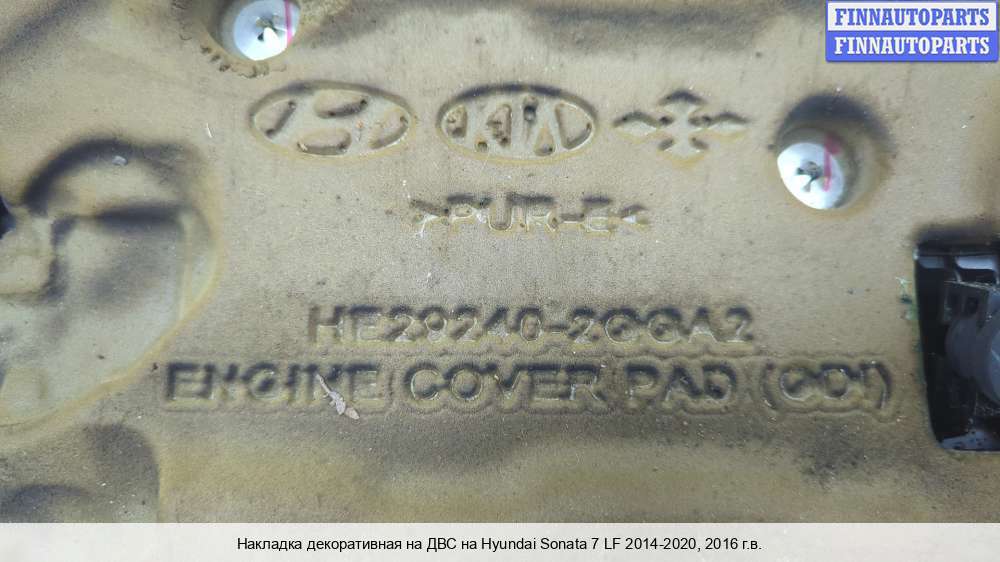 FINNAUTOPARTS
FINNAUTOPARTS
KIA
>PUR-E<
HE29240-2GGA2
ENGINE COVER PAD (GDI)
Накладка декоративная на ДВС на Hyundai Sonata 7 LF 2014-2020, 2016 г.в.